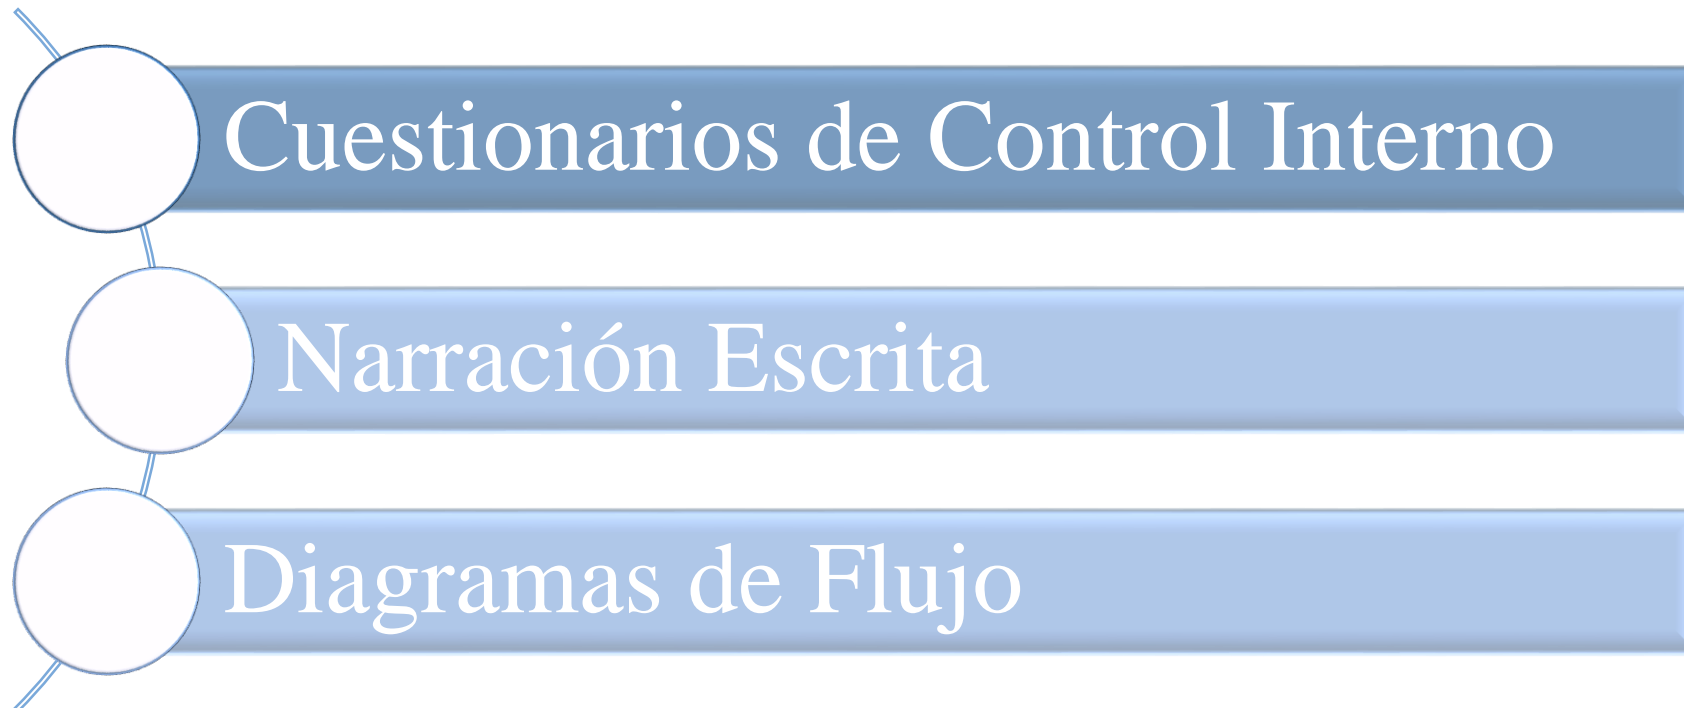 Cuestionarios de Control Interno
Narración Escrita
Diagramas de Flujo